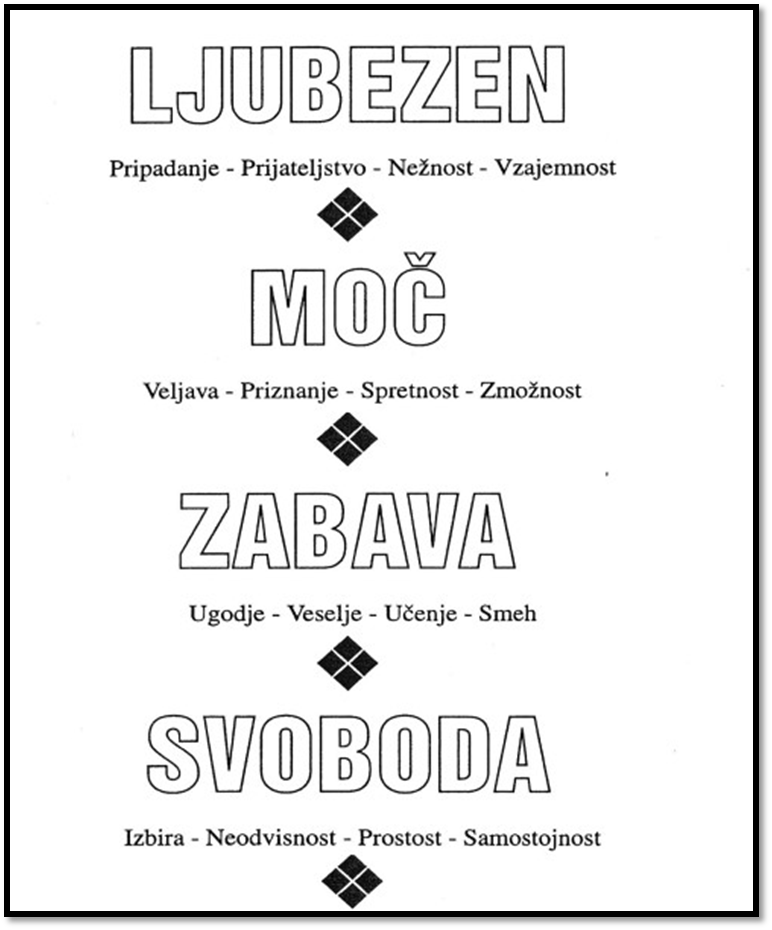 LJUBEZEN
Pripadanje - Prijateljstvo - Nežnost - Vzajemnost
MOČ
Veljava - Priznanje - Spretnost - Zmožnost
ZABAVA
Ugodje - Veselje - Učenje - Smeh
SVOBODA
Izbira - Neodvisnost - Prostost - Samostojnost